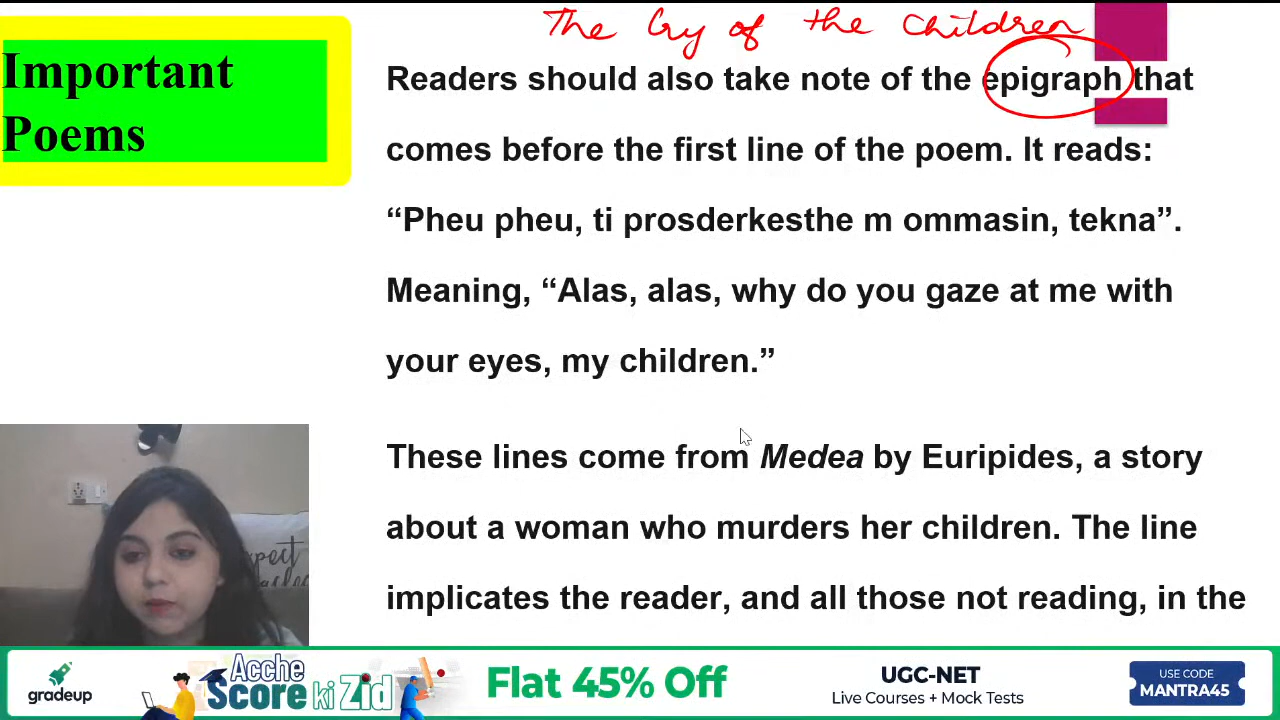 The Cry of the Children
Important
Poems
Readers should also take note of the epigraph that
comes before the first line of the poem. It reads:
“Pheu pheu, ti prosderkesthe m ommasin, tekna”.
Meaning, “Alas, alas, why do you gaze at me with
your eyes, my children.”
These lines come from Medea by Euripides, a story
about a woman who murders her children. The line
implicates the reader, and all those not reading, in the
gradeup
Acche
Score ki Zid
Flat 45% Off
UGC-NET
Live Courses + Mock Tests
USE CODE
MANTRA45